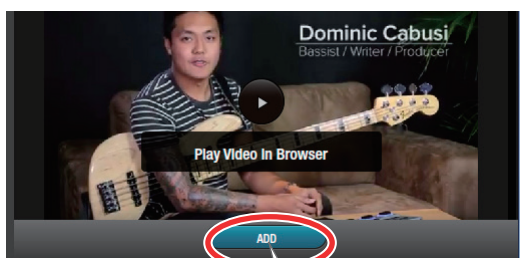 Dominic Cabusi
Bassist / Writer / Producer
Play Video In Browser
ADD